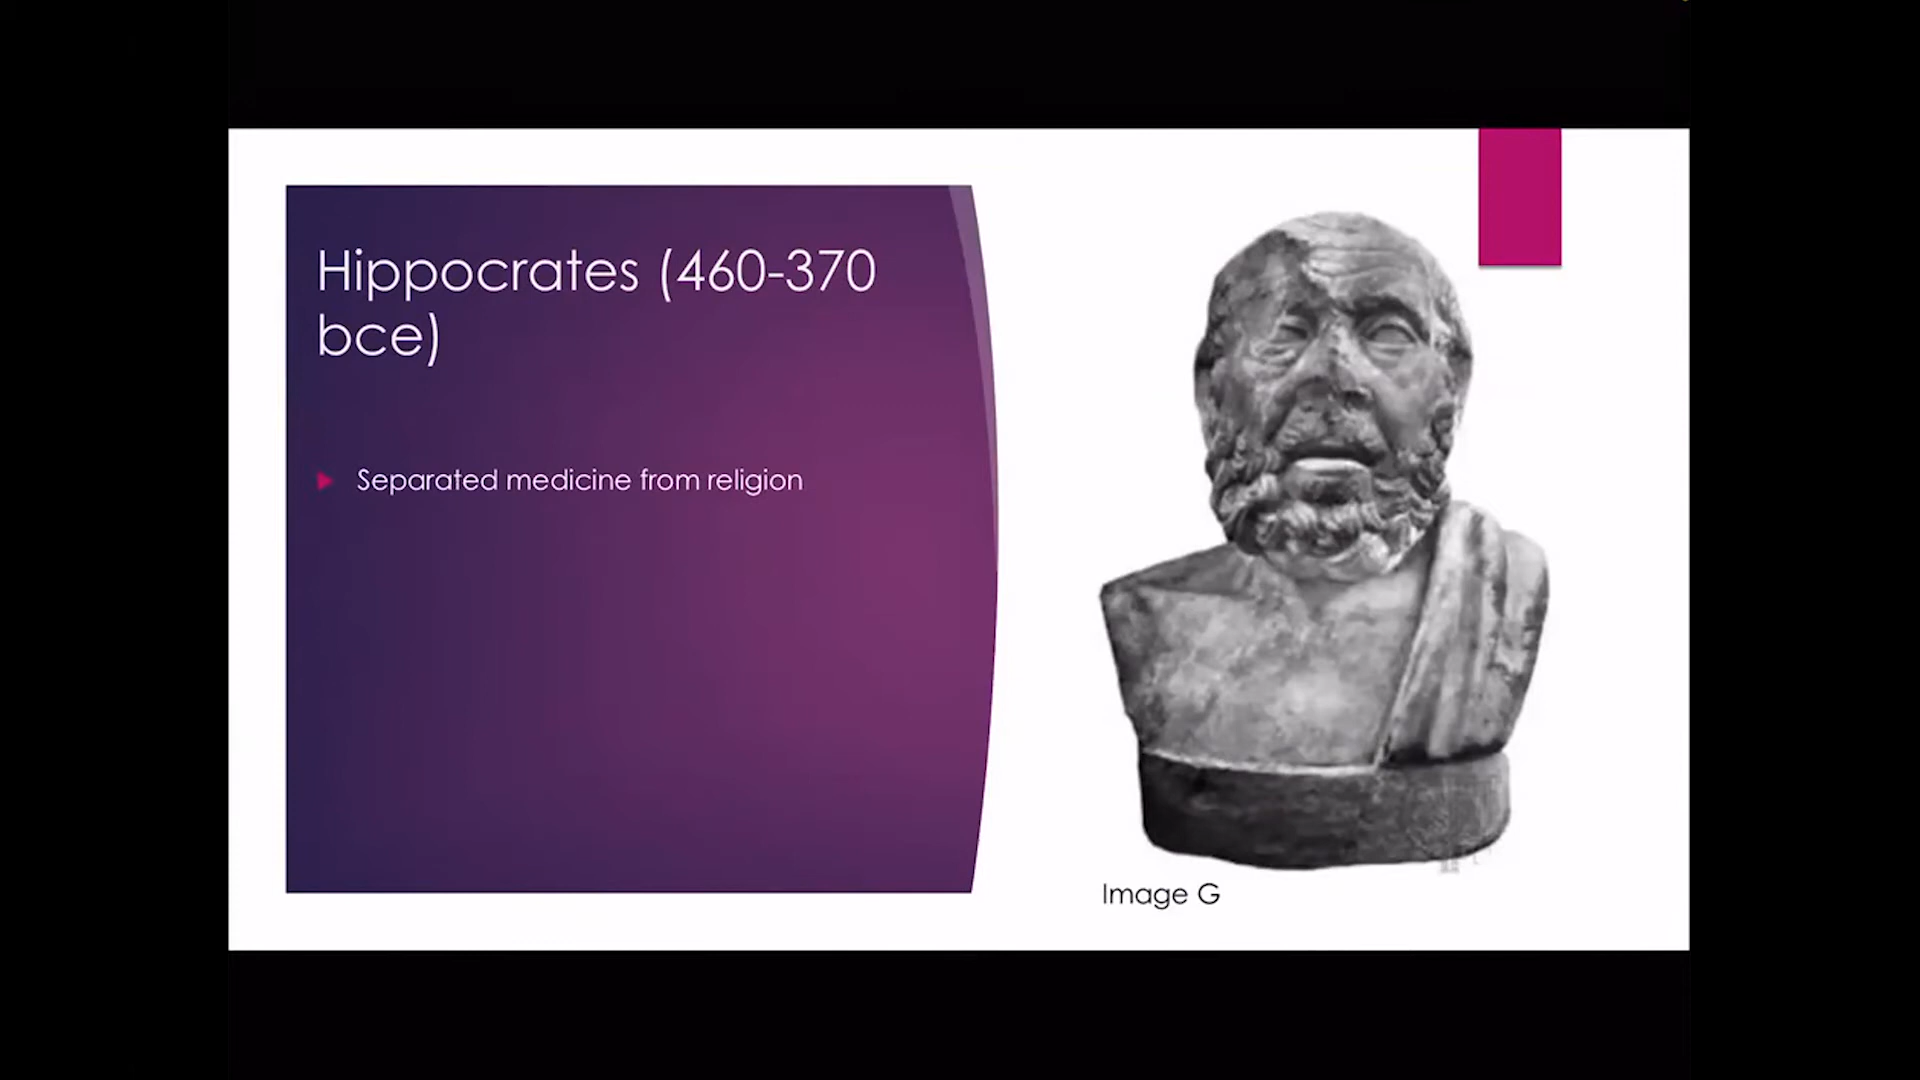 Hippocrates (460-370
bce)
Separated medicine from religion
Image G